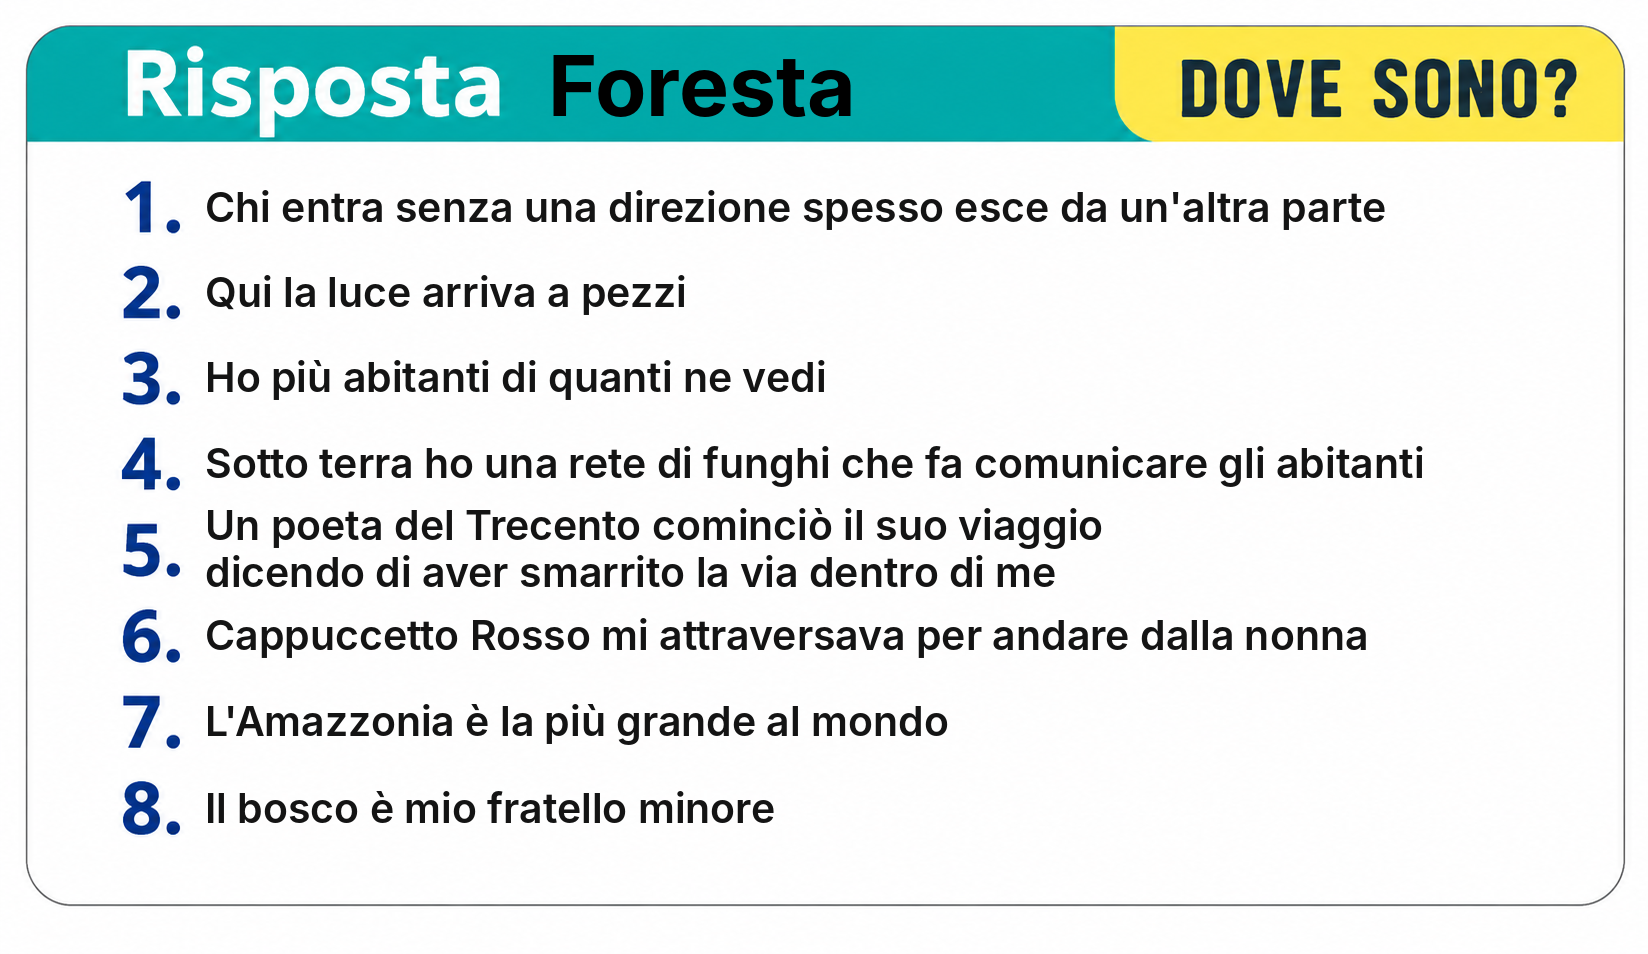 Risposta Foresta
DOVE SONO?
1. Chi entra senza una direzione spesso esce da un'altra parte
2. Qui la luce arriva a pezzi
3. Ho più abitanti di quanti ne vedi
4. Sotto terra ho una rete di funghi che fa comunicare gli abitanti
5. Un poeta del Trecento cominciò il suo viaggio
dicendo di aver smarrito la via dentro di me
6. Cappuccetto Rosso mi attraversava per andare dalla nonna
7. L'Amazzonia è la più grande al mondo
8. Il bosco è mio fratello minore